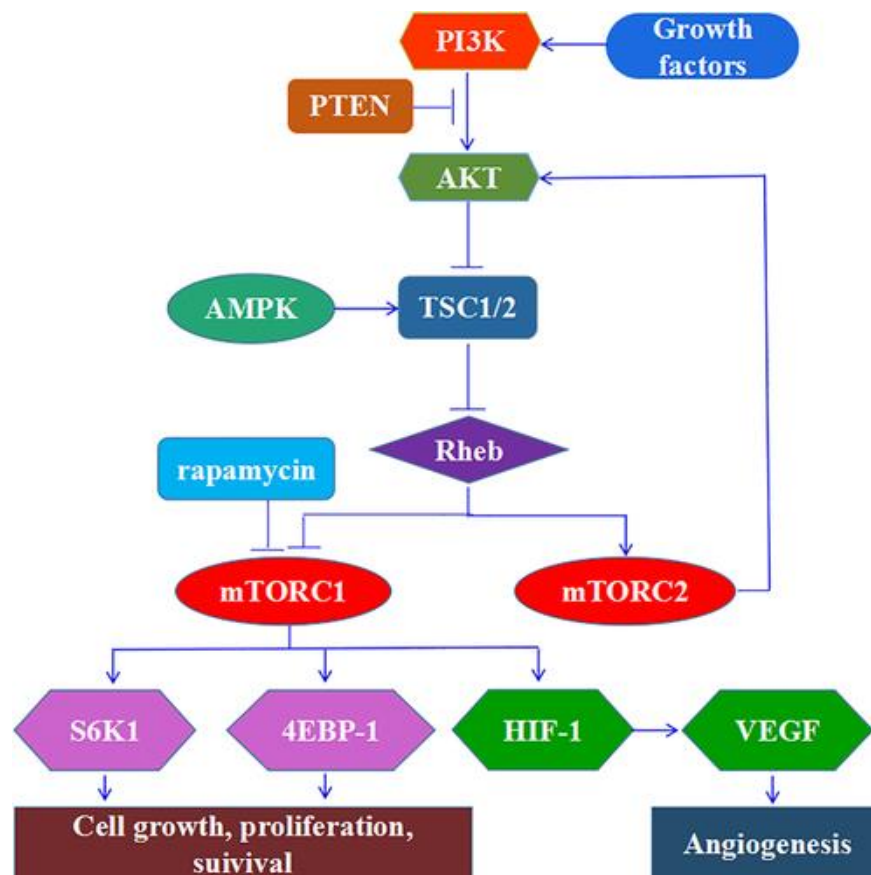 PI3K
Growth
factors
PTEN
AKT
AMPK
TSC1/2
Rheb
rapamycin
mTORC1
mTORC2
S6K1
4EBP-1
HIF-1
VEGF
Cell growth, proliferation,
suivival
Angiogenesis